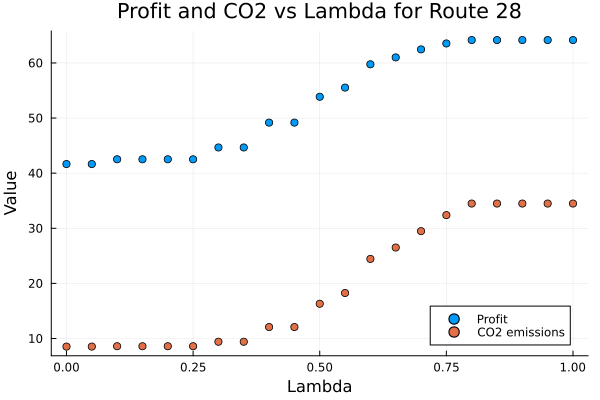 Profit and CO2 vs Lambda for Route 28
Value
60
50
40
30
20
10
Profit
CO2 emissions
0.00 0.25 0.50 0.75 1.00
Lambda